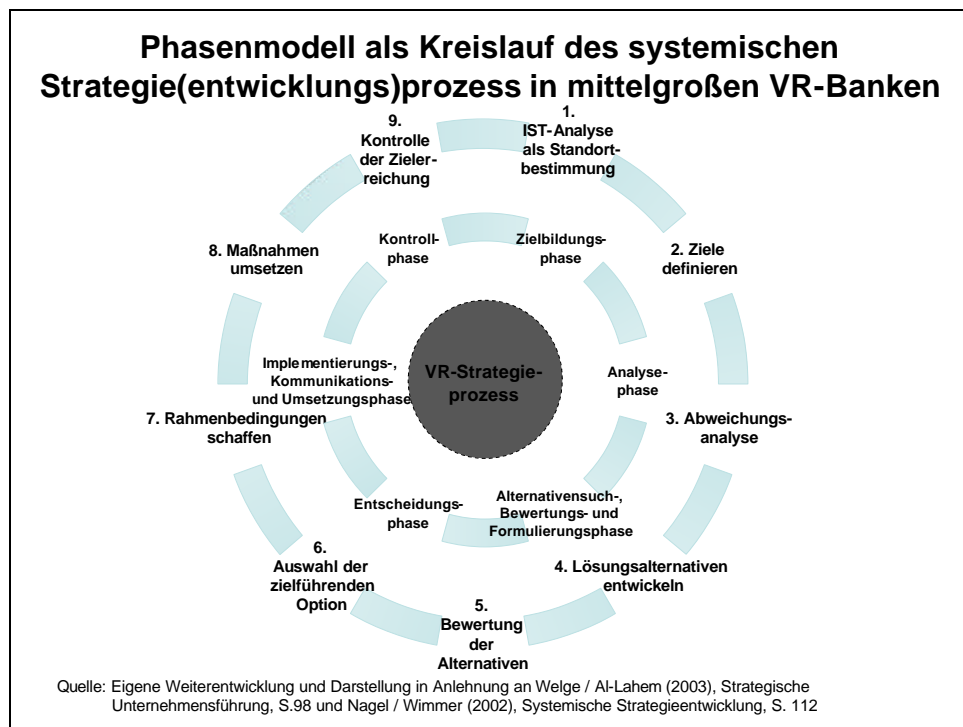 Phasenmodell als Kreislauf des systemischen
Strategie(entwicklungs)prozess in mittelgroßen VR-Banken
1.
IST-Analyse
als Standort-
bestimmung
2. Ziele
definieren
3. Abweichungs-
analyse
4. Lösungsalternativen
entwickeln
5.
Bewertung
der
Alternativen
6.
Auswahl der
zielführenden
Option
7. Rahmenbedingungen
schaffen
8. Maßnahmen
umsetzen
9.
Kontrolle
der Zieler-
reichung
Zielbildungs-
phase
Analyse-
phase
Alternativensuch-,
Bewertungs- und
Formulierungsphase
Entscheidungs-
phase
Implementierungs-,
Kommunikations-
und Umsetzungsphase
Kontroll-
phase
VR-Strategie-
prozess
Quelle: Eigene Weiterentwicklung und Darstellung in Anlehnung an Welge / Al-Lahem (2003), Strategische
Unternehmensführung, S.98 und Nagel / Wimmer (2002), Systemische Strategieentwicklung, S. 112